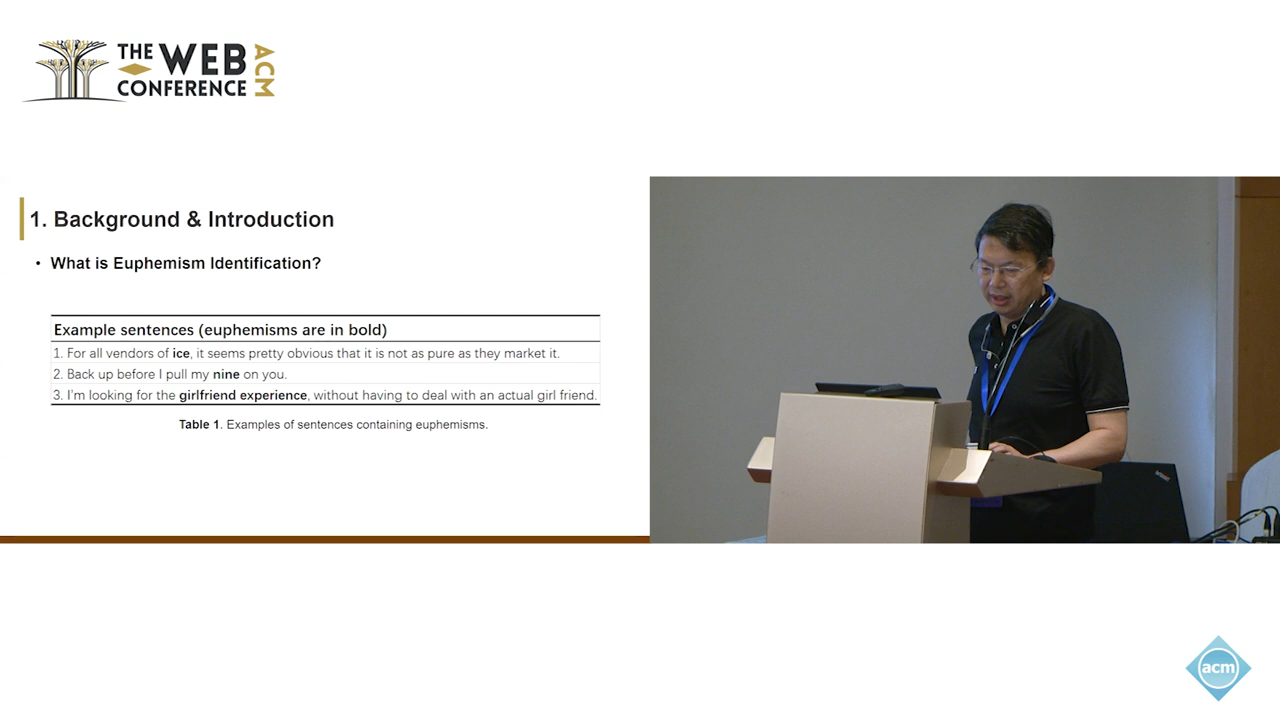 THE WEB
CONFERENCE
ACM
1. Background & Introduction
• What is Euphemism Identification?
Example sentences (euphemisms are in bold)
1. For all vendors of ice, it seems pretty obvious that it is not as pure as they market it.
2. Back up before I pull my nine on you.
3. I'm looking for the girlfriend experience, without having to deal with an actual girl friend.
Table 1. Examples of sentences containing euphemisms.
acm